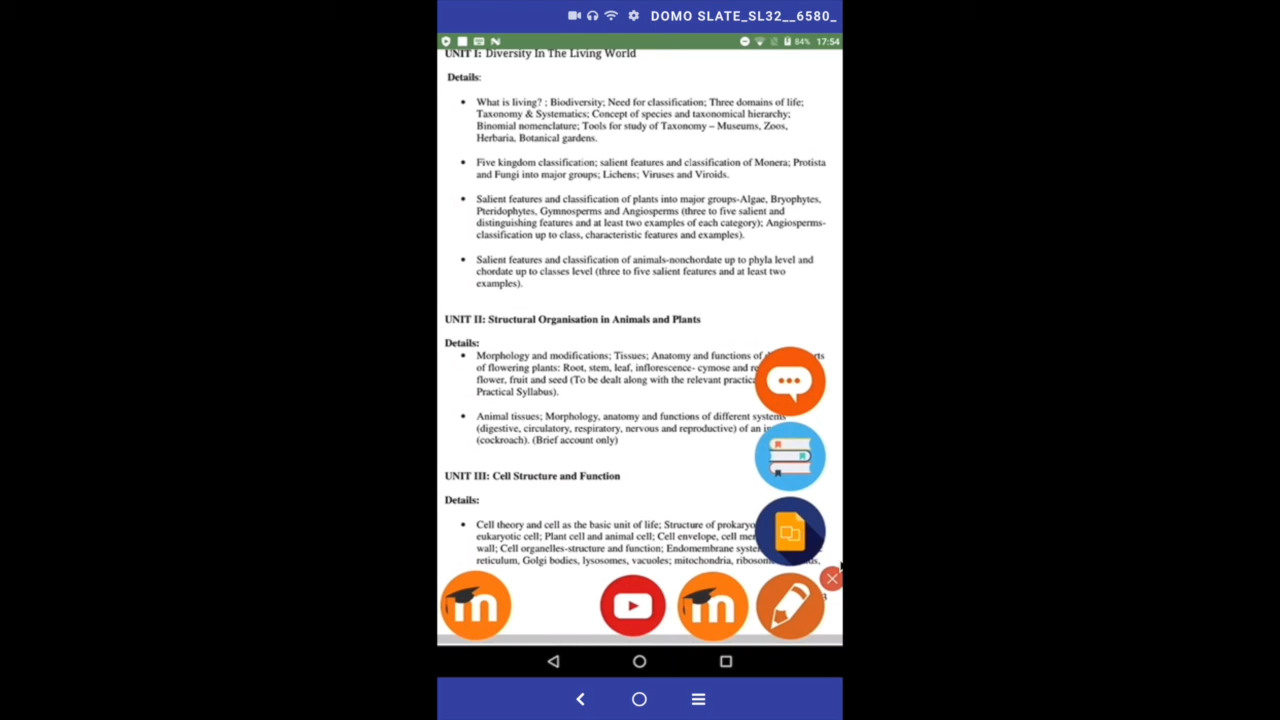 DOMO SLATE_SL32__6580_
84% 17:54
UNIT I: Diversity In The Living World
Details:
• What is living? ; Biodiversity; Need for classification; Three domains of life;
Taxonomy & Systematics; Concept of species and taxonomical hierarchy;
Binomial nomenclature; Tools for study of Taxonomy – Museums, Zoos,
Herbaria, Botanical gardens.
• Five kingdom classification; salient features and classification of Monera; Protista
and Fungi into major groups; Lichens; Viruses and Viroids.
• Salient features and classification of plants into major groups-Algae, Bryophytes,
Pteridophytes, Gymnosperms and Angiosperms (three to five salient and
distinguishing features and at least two examples of each category); Angiosperms-
classification up to class, characteristic features and examples).
• Salient features and classification of animals-nonchordate up to phyla level and
chordate up to classes level (three to five salient features and at least two
examples).
UNIT II: Structural Organisation in Animals and Plants
Details:
• Morphology and modifications; Tissues; Anatomy and functions of
of flowering plants: Root, stem, leaf, inflorescence- cymose and
flower, fruit and seed (To be dealt along with the relevant
Practical Syllabus).
• Animal tissues; Morphology, anatomy and functions of different systems
(digestive, circulatory, respiratory, nervous and reproductive) of an
(cockroach). (Brief account only)
UNIT III: Cell Structure and Function
Details:
• Cell theory and cell as the basic unit of life; Structure of
eukaryotic cell; Plant cell and animal cell; Cell envelope, cell
wall; Cell organelles-structure and function; Endomembrane
reticulum, Golgi bodies, lysosomes, vacuoles; mitochondria,
m
m